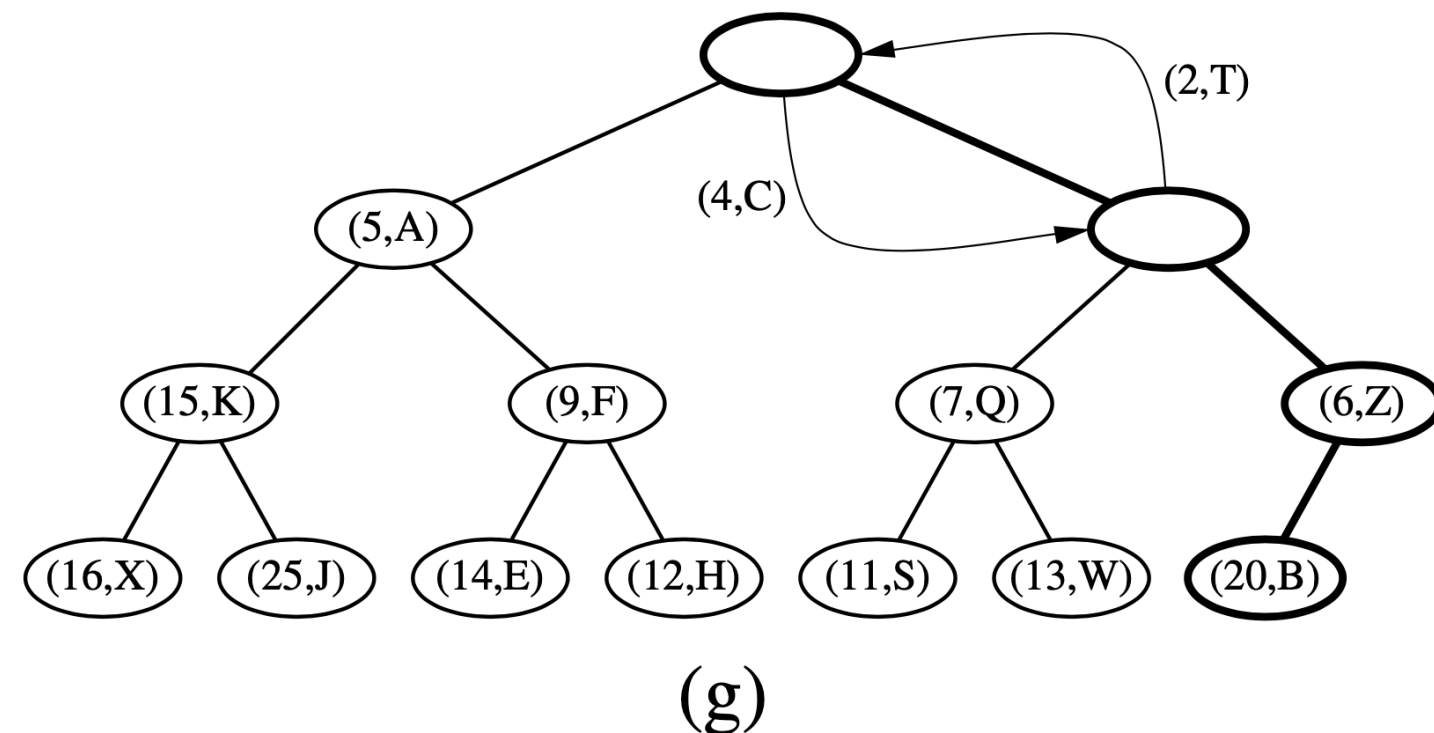 (2,T)
(4,C)
(5,A)
(15,K) (9,F) (7,Q) (6,Z)
(16,X) (25,J) (14,E) (12,H) (11,S) (13,W) (20,B)
(g)